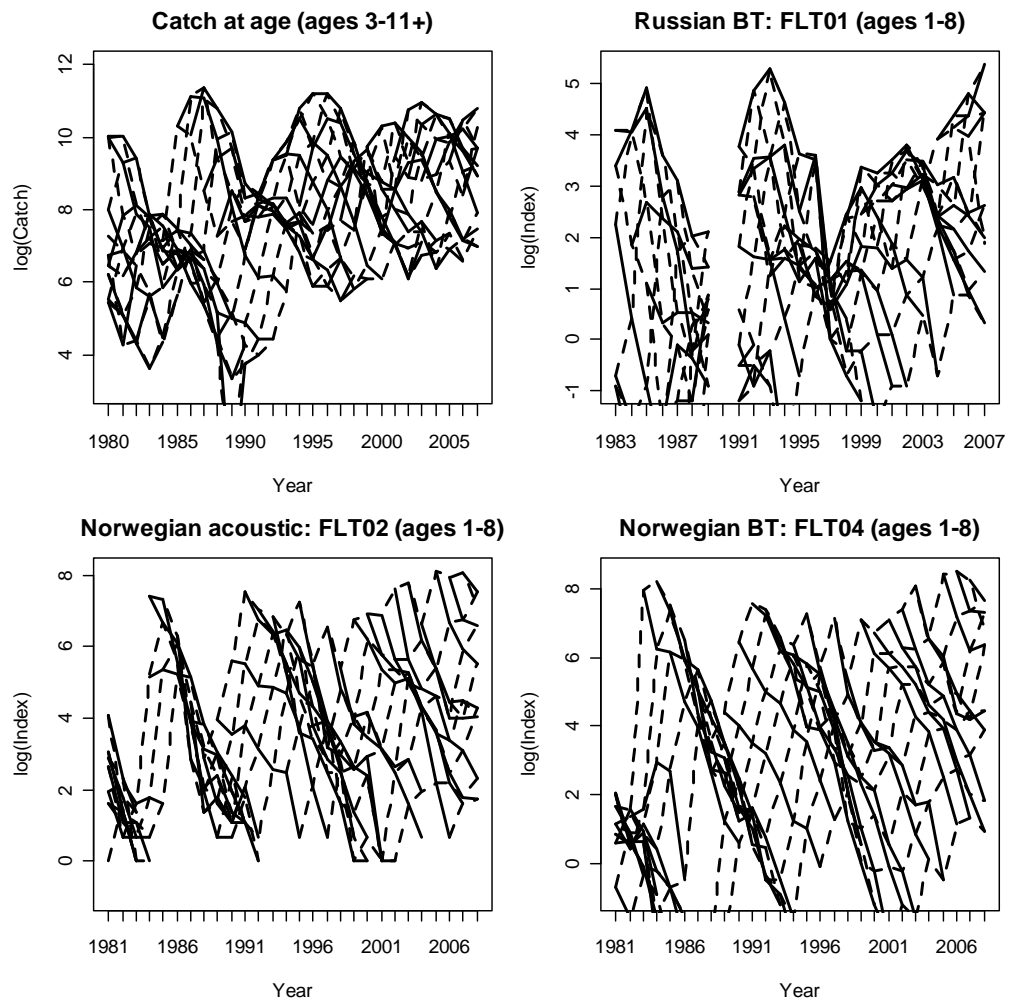 Catch at age (ages 3-11+)
log(Catch)
12
10
8
6
4
1980 1985 1990 1995 2000 2005
Year
Russian BT: FLT01 (ages 1-8)
log(Index)
5
4
3
2
1
0
-1
1983 1987 1991 1995 1999 2003 2007
Year
Norwegian acoustic: FLT02 (ages 1-8)
log(Index)
8
6
4
2
0
1981 1986 1991 1996 2001 2006
Year
Norwegian BT: FLT04 (ages 1-8)
log(Index)
8
6
4
2
0
1981 1986 1991 1996 2001 2006
Year